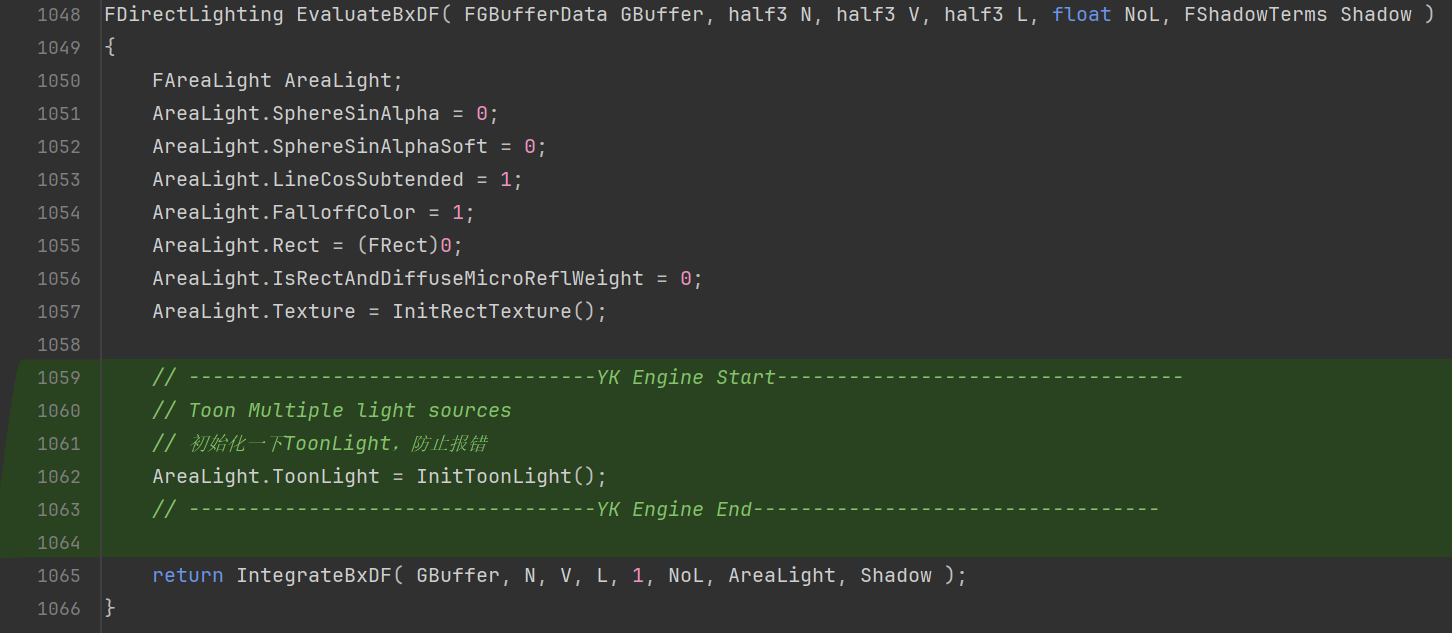 1048 FDirectLighting EvaluateBxDF( FGBufferData GBuffer, half3 N, half3 V, half3 L, float NoL, FShadowTerms Shadow )
1049 {
1050     FAreaLight AreaLight;
1051     AreaLight.SphereSinAlpha = 0;
1052     AreaLight.SphereSinAlphaSoft = 0;
1053     AreaLight.LineCosSubtended = 1;
1054     AreaLight.FalloffColor = 1;
1055     AreaLight.Rect = (FRect)0;
1056     AreaLight.IsRectAndDiffuseMicroReflWeight = 0;
1057     AreaLight.Texture = InitRectTexture();
1058
1059     // ----------------------------------YK Engine Start----------------------------------
1060     // Toon Multiple light sources
1061     // 初始化一下ToonLight，防止报错
1062     AreaLight.ToonLight = InitToonLight();
1063     // ----------------------------------YK Engine End----------------------------------
1064
1065     return IntegrateBxDF( GBuffer, N, V, L, 1, NoL, AreaLight, Shadow );
1066 }